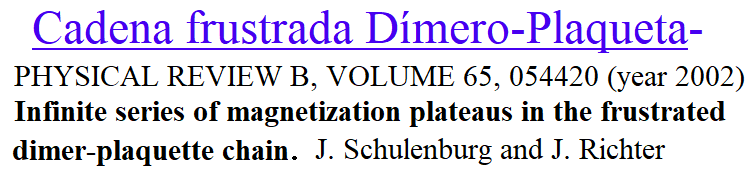 Cadena frustrada Dímero-Plaqueta-
PHYSICAL REVIEW B, VOLUME 65, 054420 (year 2002)
Infinite series of magnetization plateaus in the frustrated
dimer-plaquette chain. J. Schulenburg and J. Richter